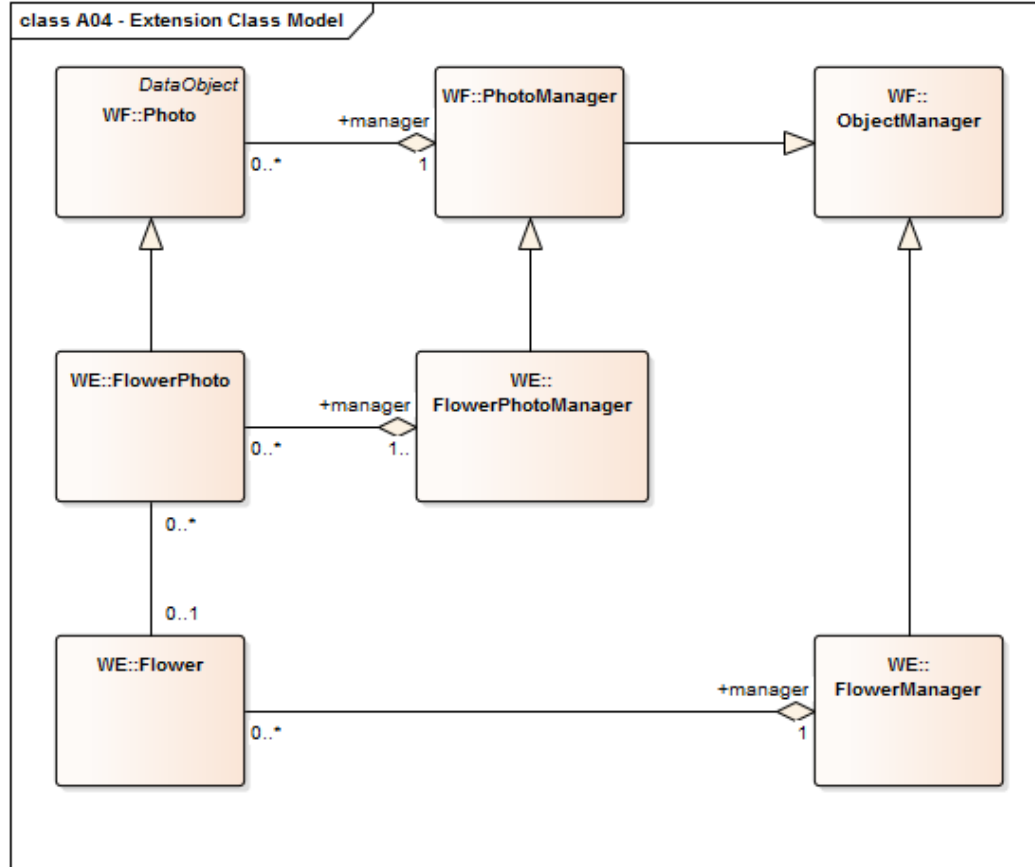 class A04 - Extension Class Model
DataObject
WF::Photo
+manager
0..*
1
WF::PhotoManager
WF::
ObjectManager
WE::FlowerPhoto
+manager
0..*
1..
WE::
FlowerPhotoManager
0..*
0..1
WE::Flower
+manager
0..*
1
WE::
FlowerManager